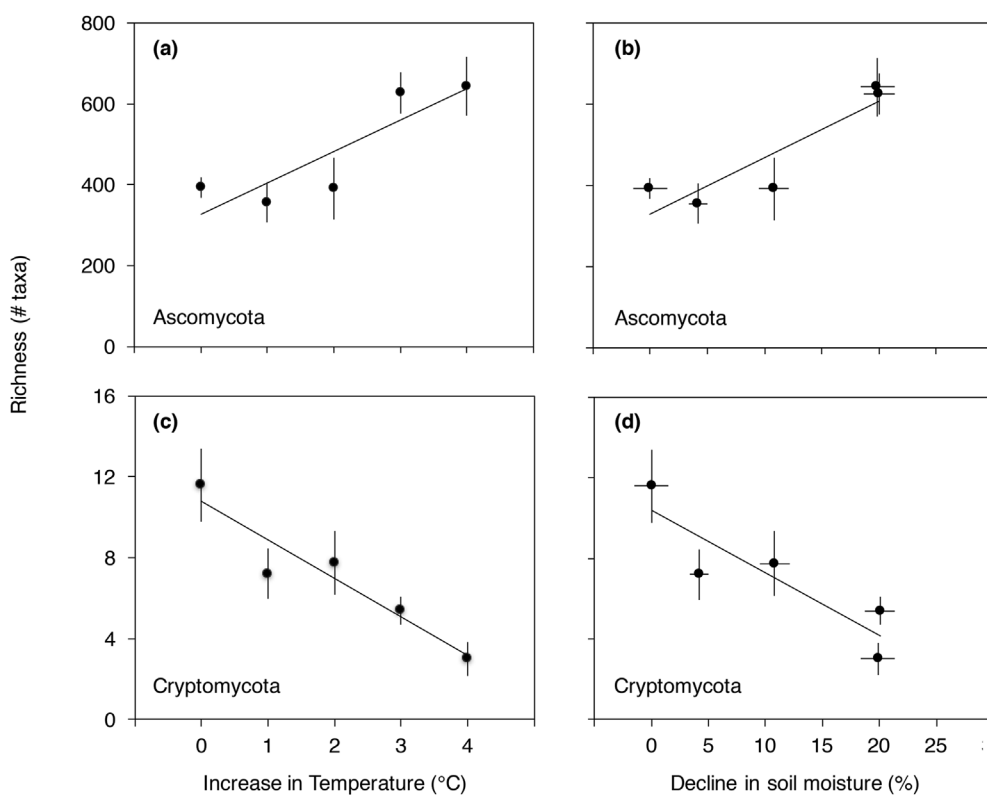 Richness (# taxa)
(a)
800
600
400
200
0
Ascomycota
(b)
Ascomycota
(c)
16
12
8
4
0
Cryptomycota
0 1 2 3 4
Increase in Temperature (°C)
(d)
Cryptomycota
0 5 10 15 20 25
Decline in soil moisture (%)